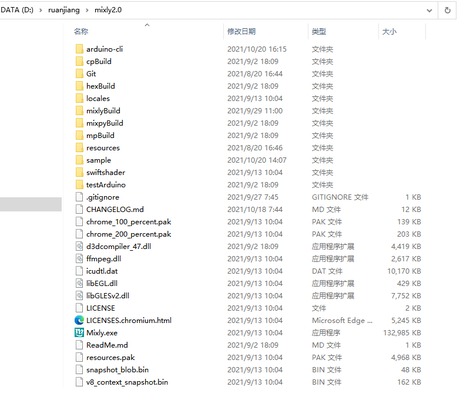 DATA (D:) > ruanjiang > mixly2.0
名称 修改日期 类型 大小
arduino-cli 2021/10/20 16:15 文件夹
cpBuild 2021/9/2 18:09 文件夹
Git 2021/8/20 16:44 文件夹
hexBuild 2021/9/2 18:09 文件夹
locales 2021/9/13 10:04 文件夹
mixlyBuild 2021/9/29 11:00 文件夹
mixpyBuild 2021/9/2 18:09 文件夹
mpBuild 2021/9/2 18:09 文件夹
resources 2021/8/20 16:46 文件夹
sample 2021/10/20 14:07 文件夹
swiftshader 2021/9/13 10:04 文件夹
testArduino 2021/9/2 18:09 文件夹
.gitignore 2021/9/27 7:45 GITIGNORE 文件 1 KB
CHANGELOG.md 2021/10/18 7:44 MD 文件 12 KB
chrome_100_percent.pak 2021/9/13 10:04 PAK 文件 139 KB
chrome_200_percent.pak 2021/9/13 10:04 PAK 文件 203 KB
d3dcompiler_47.dll 2021/9/2 18:09 应用程序扩展 4,419 KB
ffmpeg.dll 2021/9/13 10:04 应用程序扩展 2,617 KB
icudtl.dat 2021/9/13 10:04 DAT 文件 10,170 KB
libEGL.dll 2021/9/13 10:04 应用程序扩展 429 KB
libGLESv2.dll 2021/9/13 10:04 应用程序扩展 7,752 KB
LICENSE 2021/9/13 10:04 文件 2 KB
LICENSES.chromium.html 2021/9/13 10:04 Microsoft Edge ... 5,245 KB
Mixly.exe 2021/9/13 10:04 应用程序 132,985 KB
ReadMe.md 2021/9/2 18:09 MD 文件 1 KB
resources.pak 2021/9/13 10:04 PAK 文件 4,968 KB
snapshot_blob.bin 2021/9/13 10:04 BIN 文件 48 KB
v8_context_snapshot.bin 2021/9/13 10:04 BIN 文件 162 KB